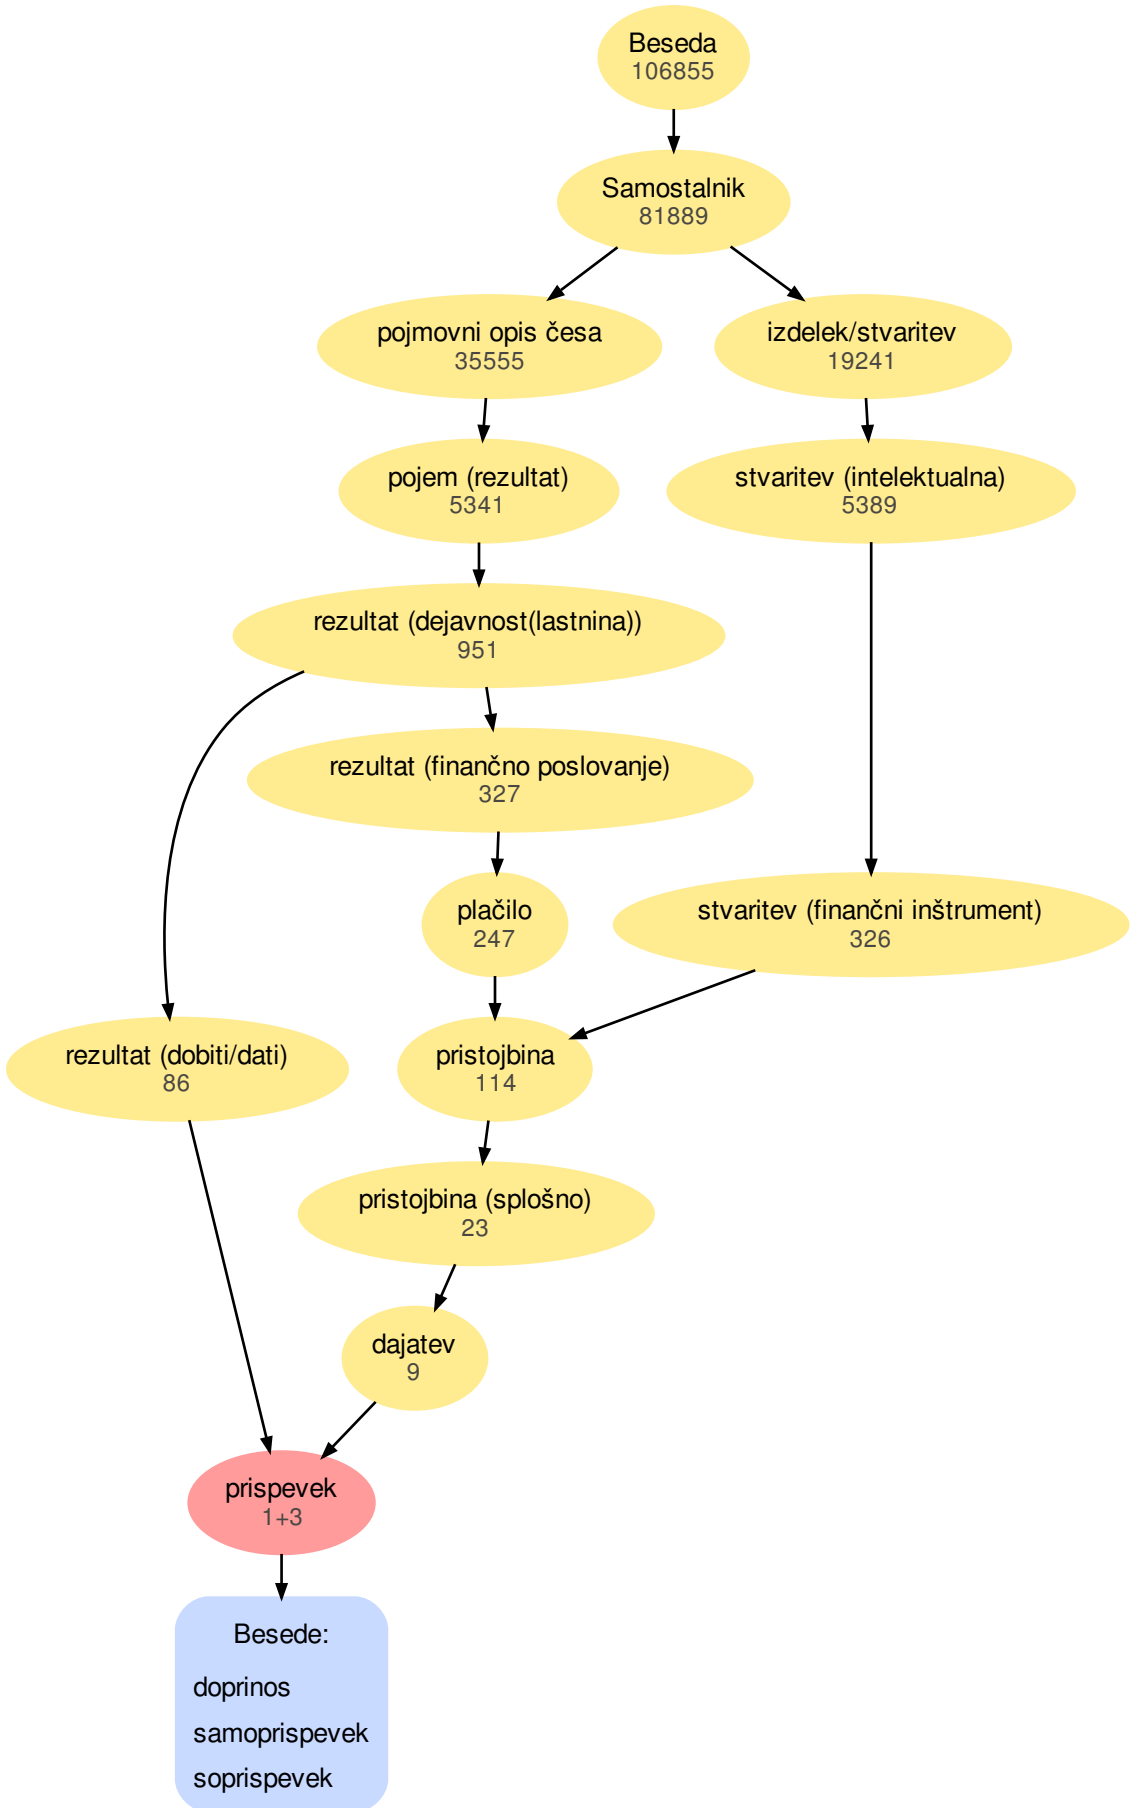 Beseda
106855
Samostalnik
81889
pojmovni opis česa
35555
izdelek/stvaritev
19241
pojem (rezultat)
5341
stvaritev (intelektualna)
5389
rezultat (dejavnost(lastnina))
951
rezultat (finančno poslovanje)
327
plačilo
247
stvaritev (finančni inštrument)
326
rezultat (dobiti/dati)
86
pristojbina
114
pristojbina (splošno)
23
dajatev
9
prispevek
1+3
Besede:
doprinos
samoprispevek
soprispevek